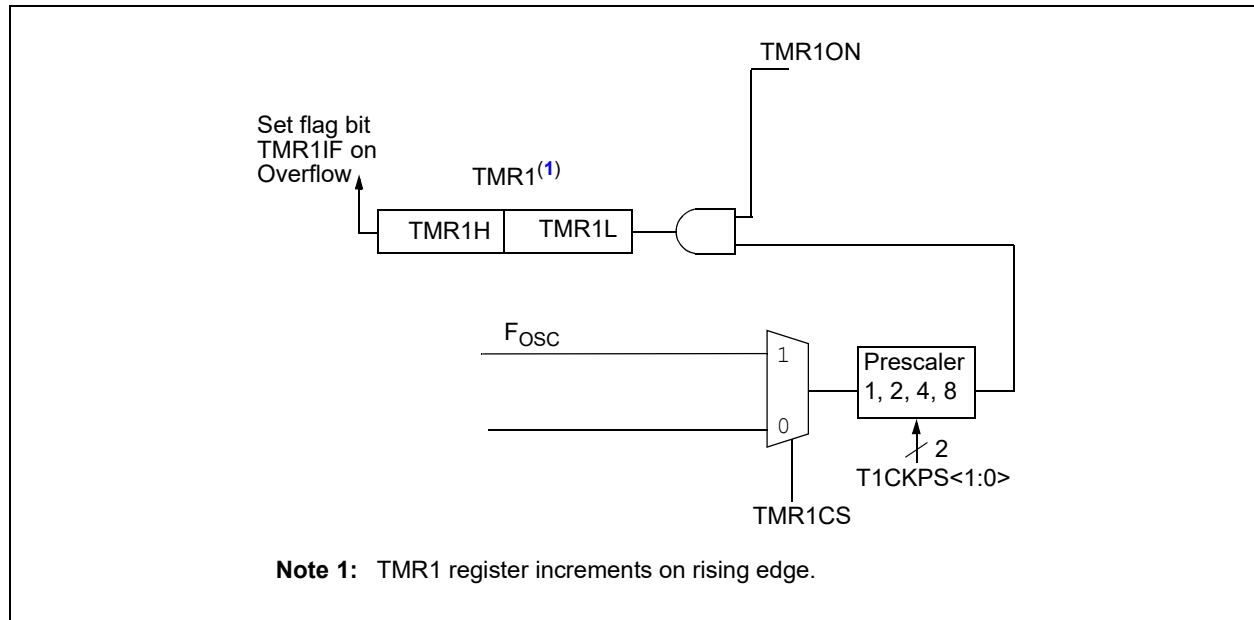 TMR1ON
Set flag bit
TMR1IF on
Overflow
TMR1(1)
TMR1H
TMR1L
FOSC
1
Prescaler
1, 2, 4, 8
0
2
T1CKPS<1:0>
TMR1CS
Note 1: TMR1 register increments on rising edge.